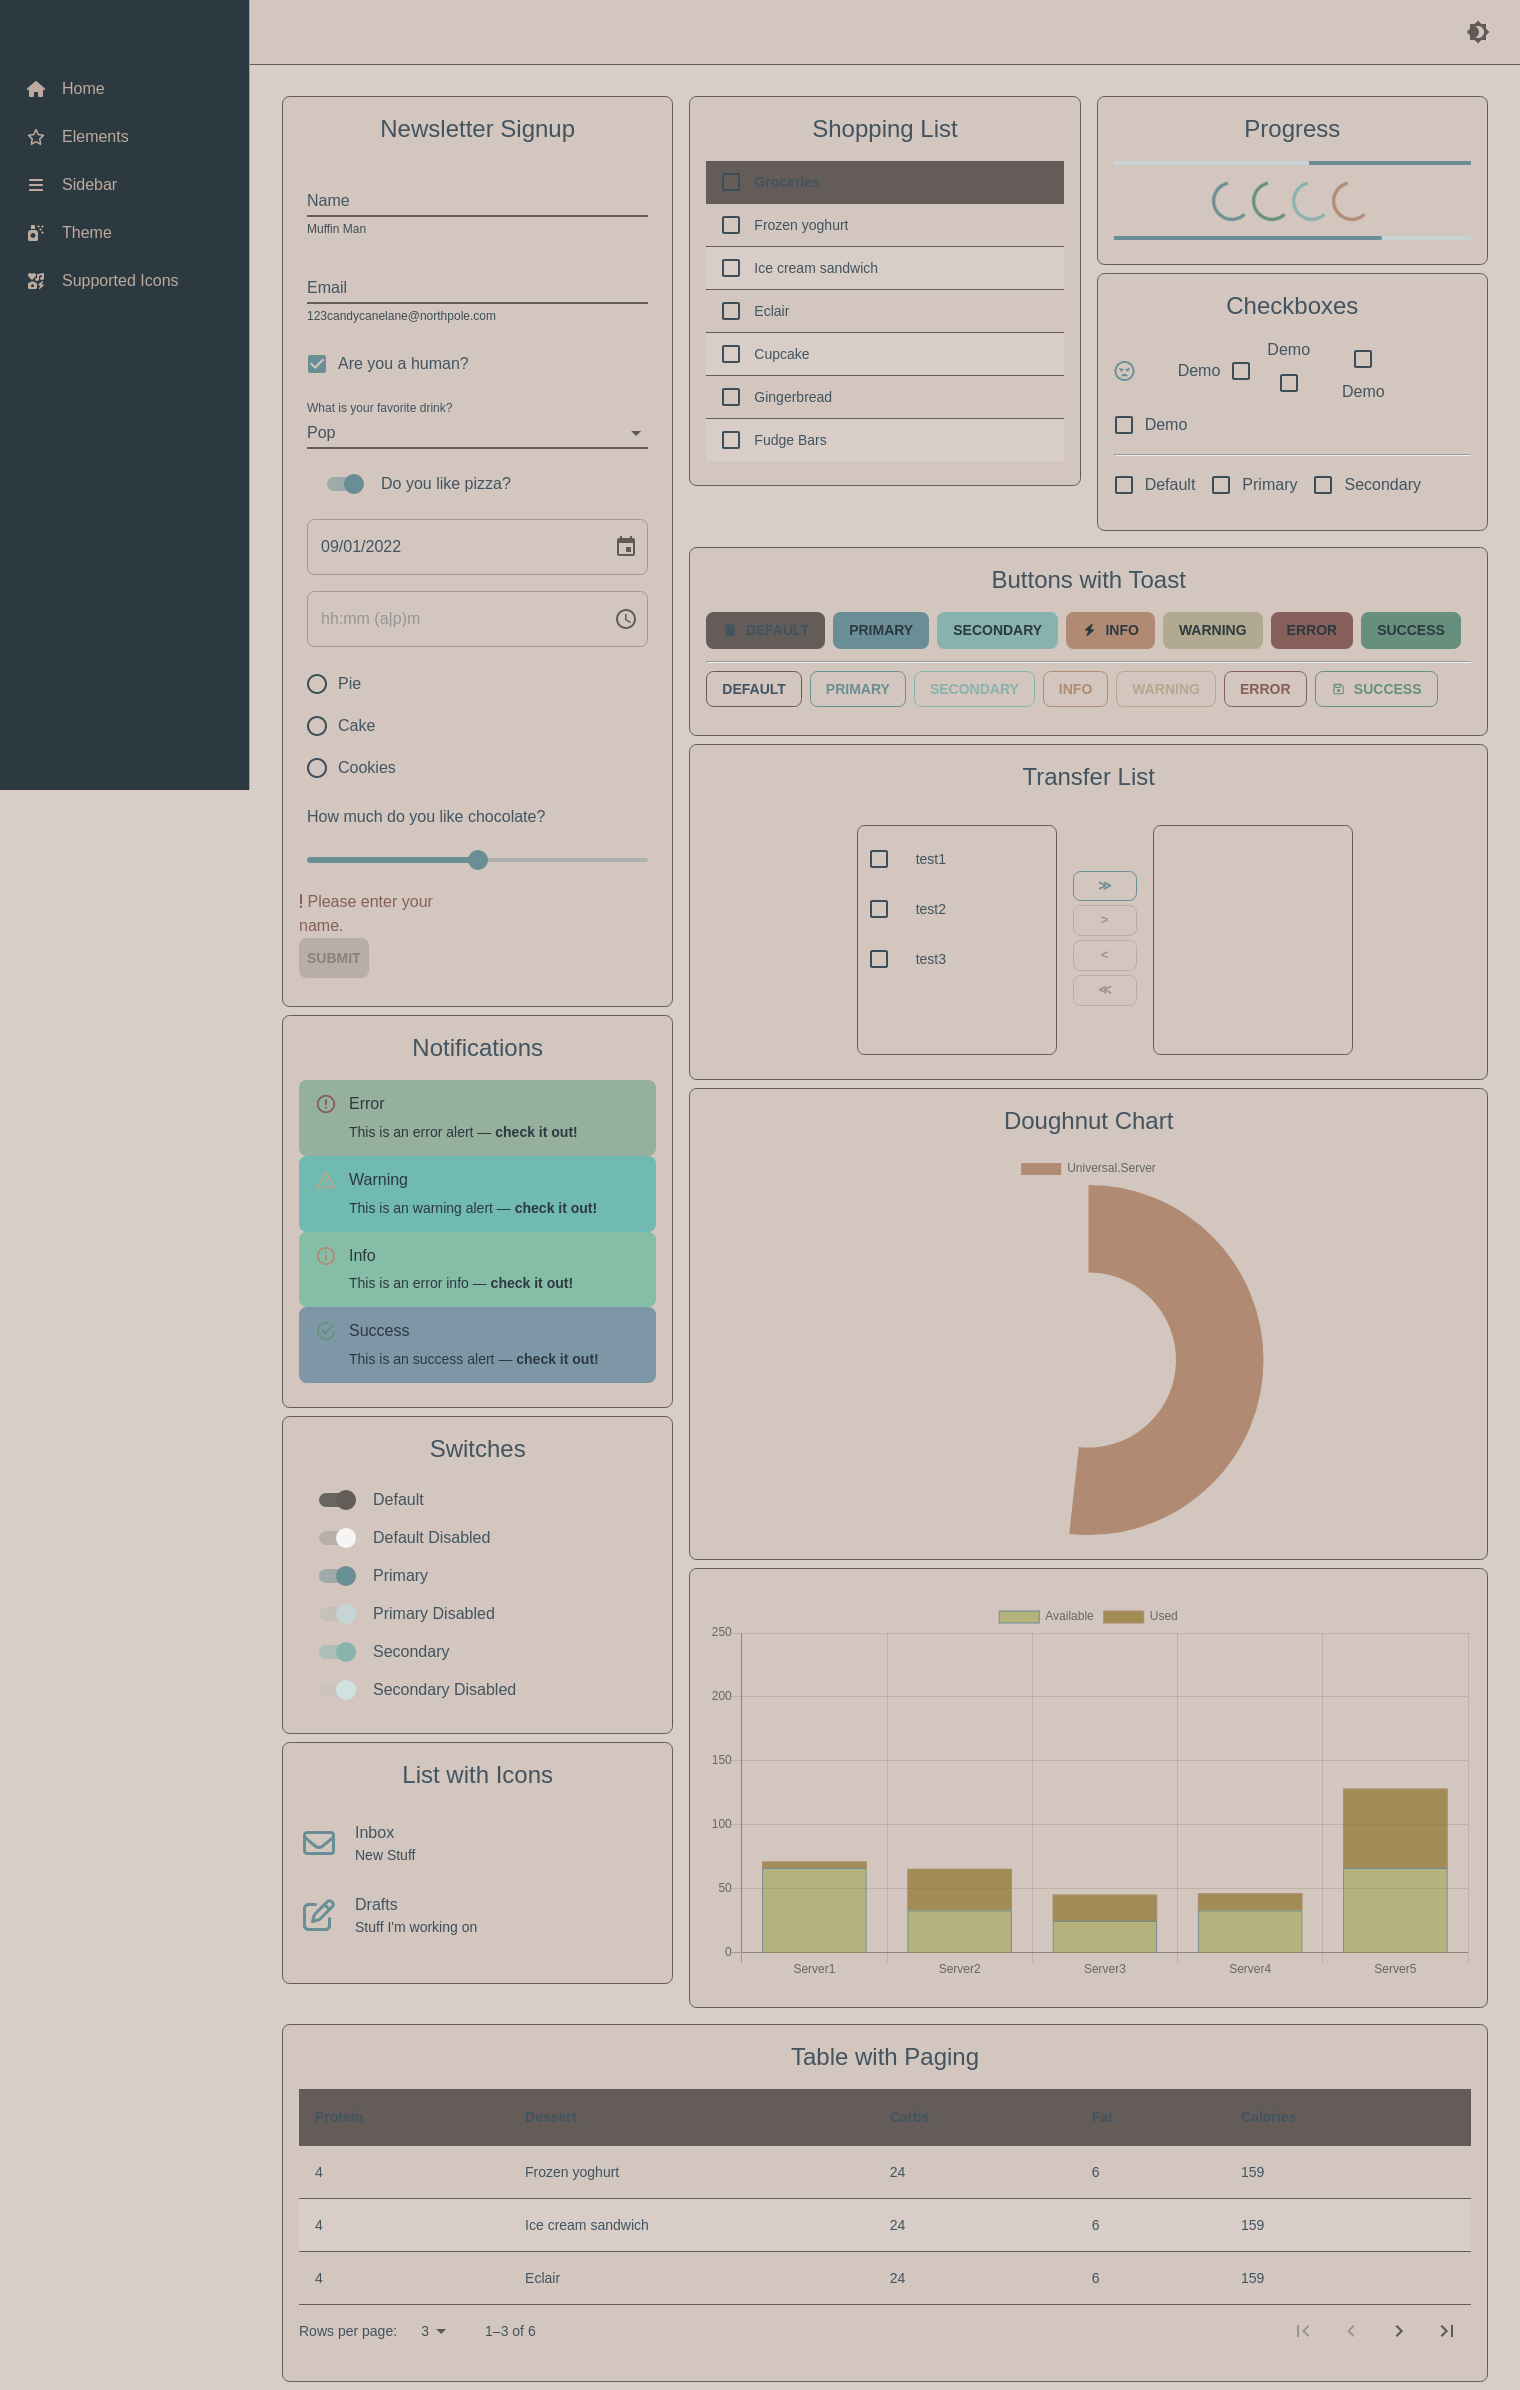 Home
Elements
Sidebar
Theme
Supported Icons
Newsletter Signup
Name
Muffin Man
Email
123candycanelane@northpole.com
Are you a human?
What is your favorite drink?
Pop
Do you like pizza?
09/01/2022
hh:mm (a|p)m
Pie
Cake
Cookies
How much do you like chocolate?
! Please enter your
name.
SUBMIT
Notifications
Error
This is an error alert — check it out!
Warning
This is an warning alert — check it out!
Info
This is an error info — check it out!
Success
This is an success alert — check it out!
Switches
Default
Default Disabled
Primary
Primary Disabled
Secondary
Secondary Disabled
List with Icons
Inbox
New Stuff
Drafts
Stuff I'm working on
Shopping List
Groceries
Frozen yoghurt
Ice cream sandwich
Eclair
Cupcake
Gingerbread
Fudge Bars
Progress
Checkboxes
Demo
Demo
Demo
Demo
Default Primary Secondary
Buttons with Toast
DEFAULT PRIMARY SECONDARY INFO WARNING ERROR SUCCESS
DEFAULT PRIMARY SECONDARY INFO WARNING ERROR SUCCESS
Transfer List
test1
test2
test3
≫
>
<
≪
Doughnut Chart
Universal.Server
Available Used
250
200
150
100
50
0
Server1 Server2 Server3 Server4 Server5
Table with Paging
Protein Dessert Carbs Fat Calories
4 Frozen yoghurt 24 6 159
4 Ice cream sandwich 24 6 159
4 Eclair 24 6 159
Rows per page: 3 1–3 of 6